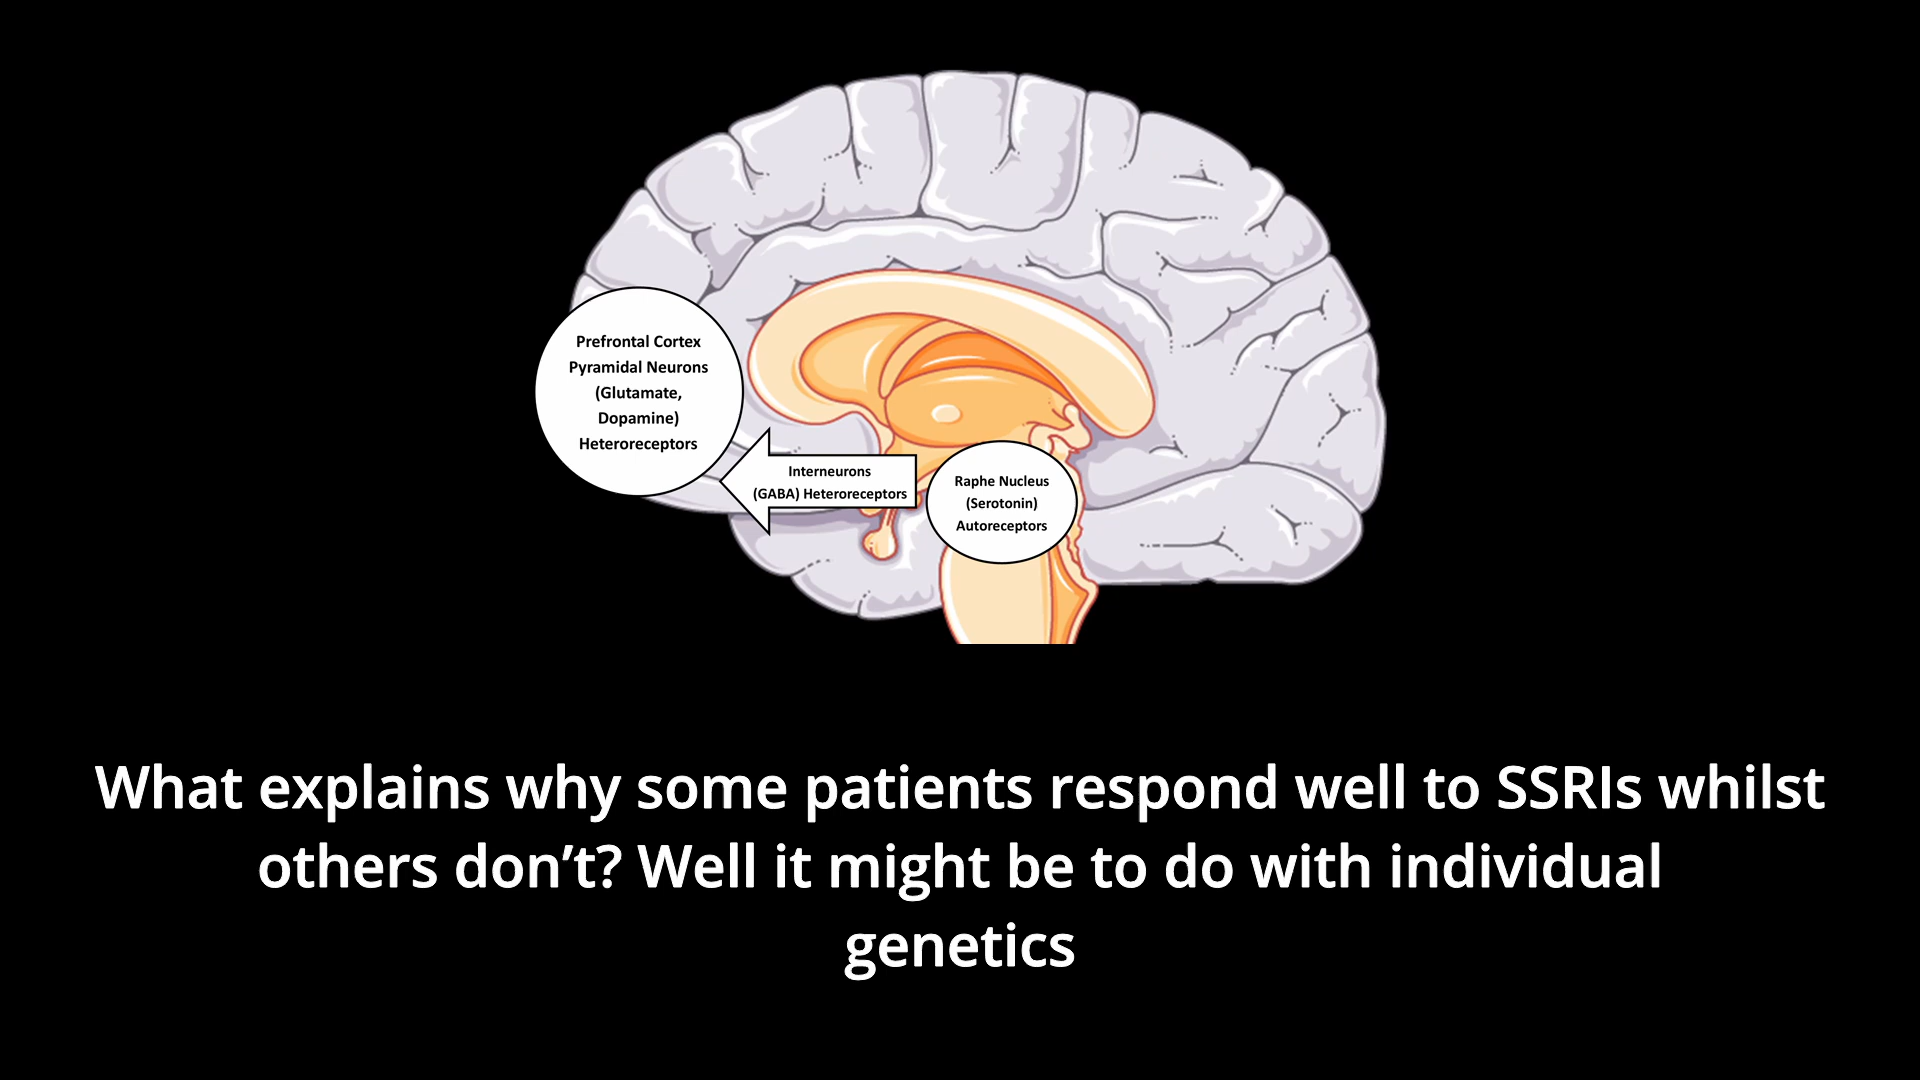 Prefrontal Cortex
Pyramidal Neurons
(Glutamate,
Dopamine)
Heteroreceptors
Interneurons
(GABA) Heteroreceptors
Raphe Nucleus
(Serotonin)
Autoreceptors
What explains why some patients respond well to SSRIs whilst
others don’t? Well it might be to do with individual
genetics